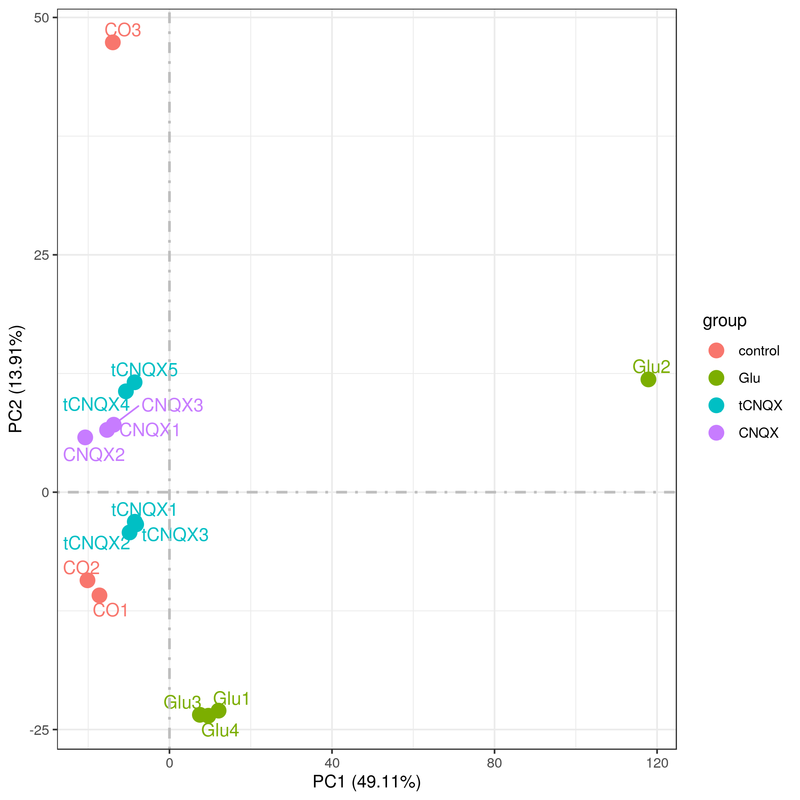 50
CO3
25
tCNQX5
Glu2
tCNQX4
CNQX3
CNQX1
CNQX2
0
tCNQX1
tCNQX3
tCNQX2
CO2
CO1
Glu3
Glu1
Glu4
-25
0
40
80
120
PC1 (49.11%)
PC2 (13.91%)
group
control
Glu
tCNQX
CNQX